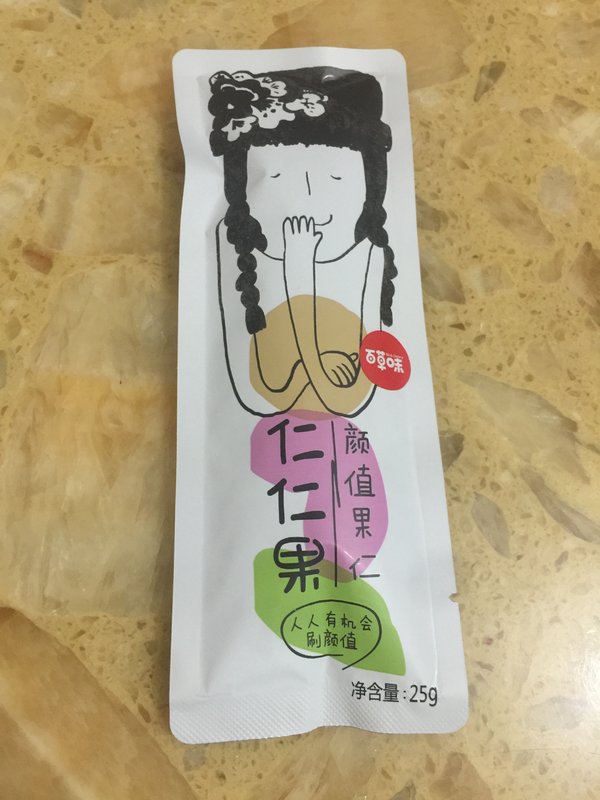 百草味
仁仁果
颜值果仁
人人有机会
刷颜值
净含量:25g